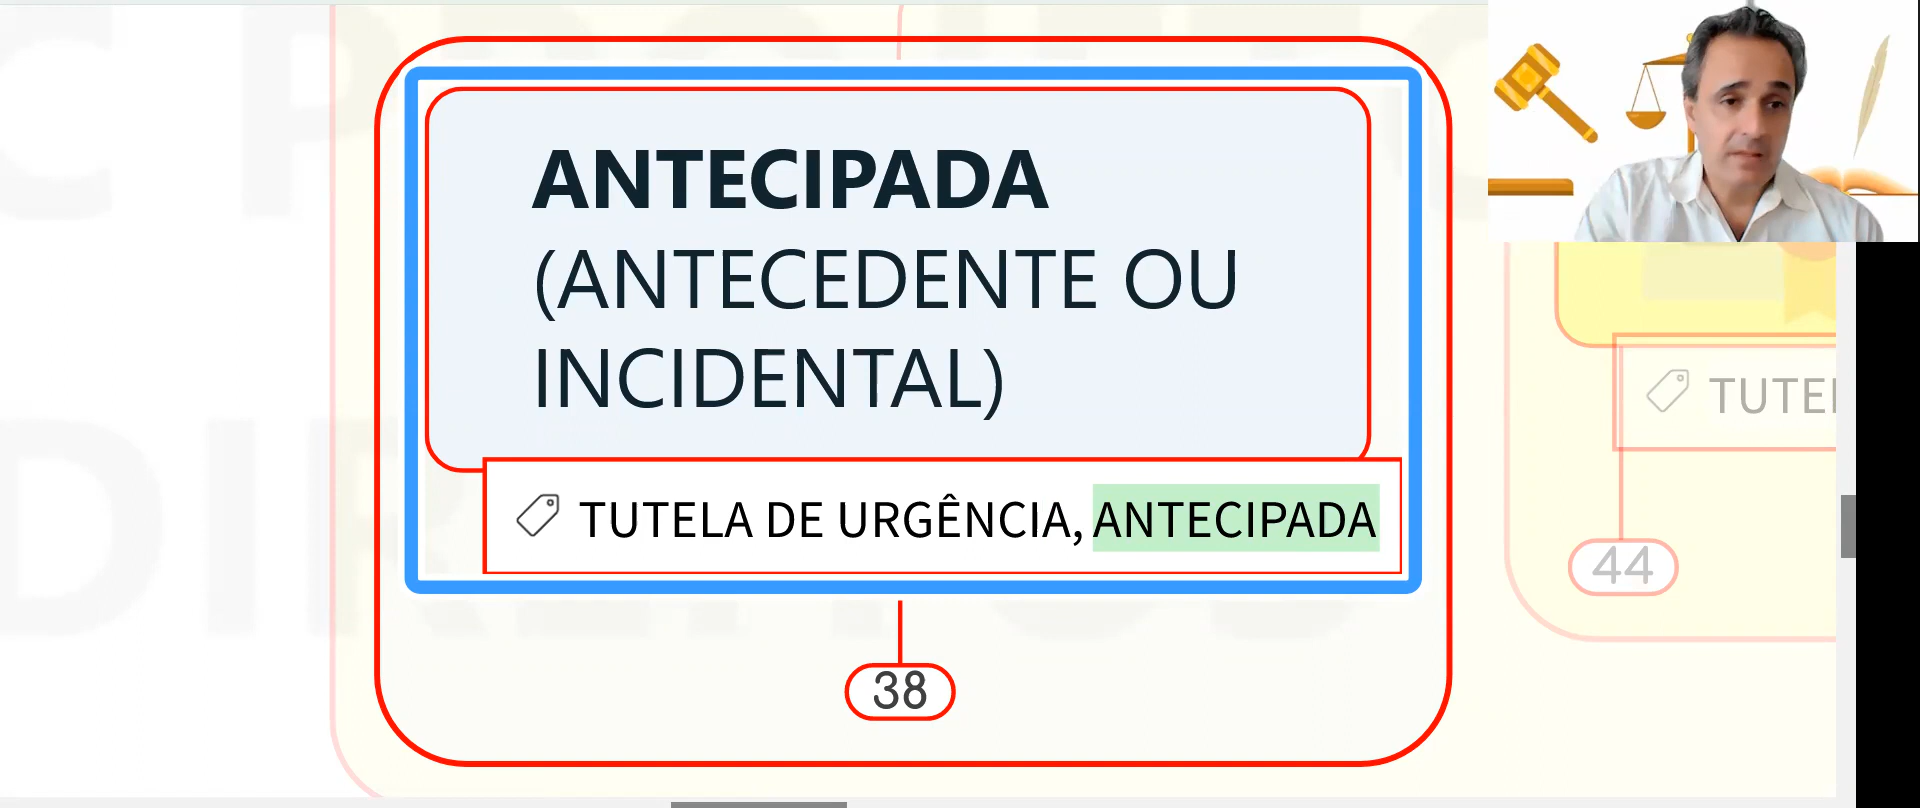 ANTECIPADA
(ANTECEDENTE OU
INCIDENTAL)
TUTELA DE URGÊNCIA, ANTECIPADA
38
44